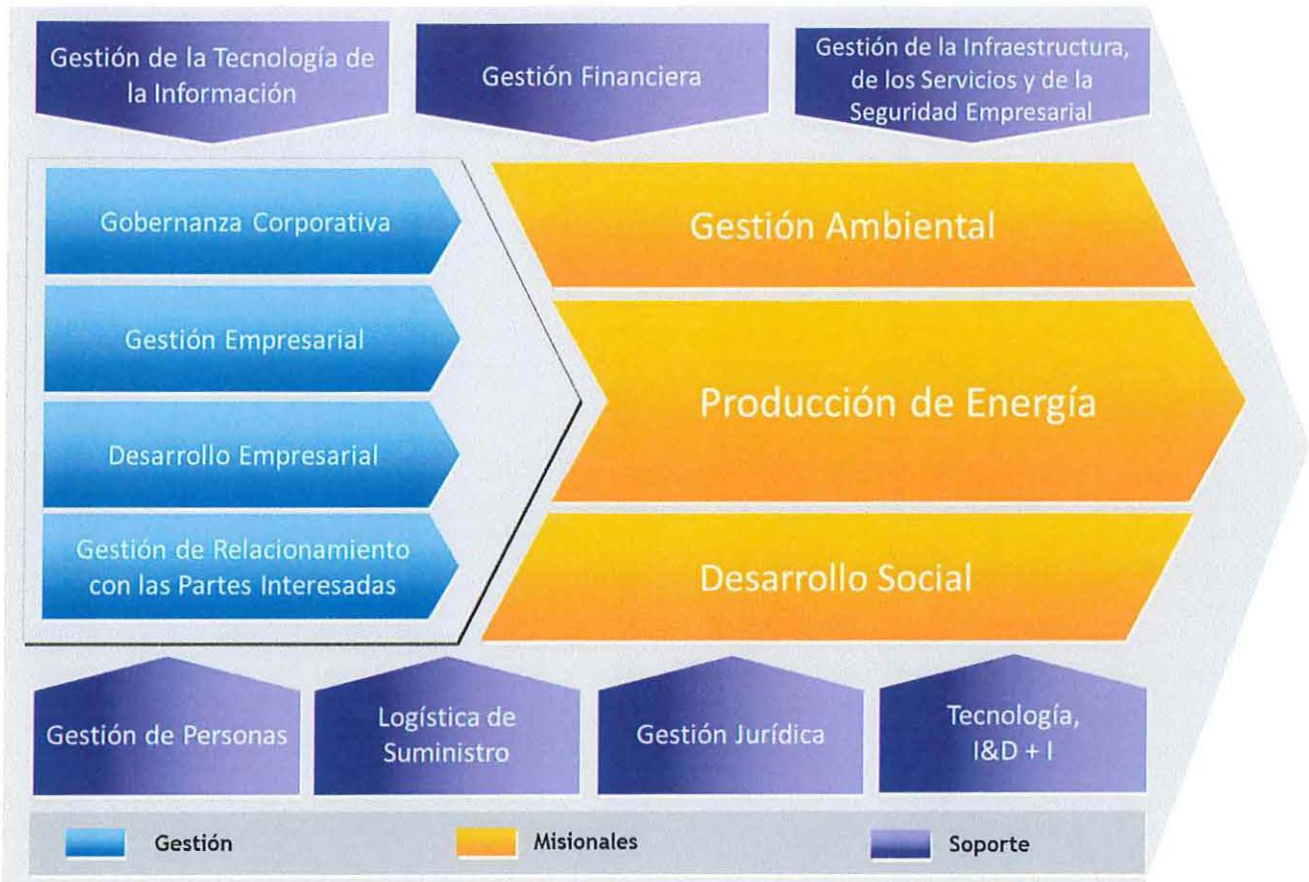 Gestión de la Tecnología de
la Información
Gestión Financiera
Gestión de la Infraestructura,
de los Servicios y de la
Seguridad Empresarial
Gobernanza Corporativa
Gestión Empresarial
Desarrollo Empresarial
Gestión de Relacionamiento
con las Partes Interesadas
Gestión Ambiental
Producción de Energía
Desarrollo Social
Gestión de Personas
Logística de
Suministro
Gestión Jurídica
Tecnología,
I&D + I
Gestión
Misionales
Soporte